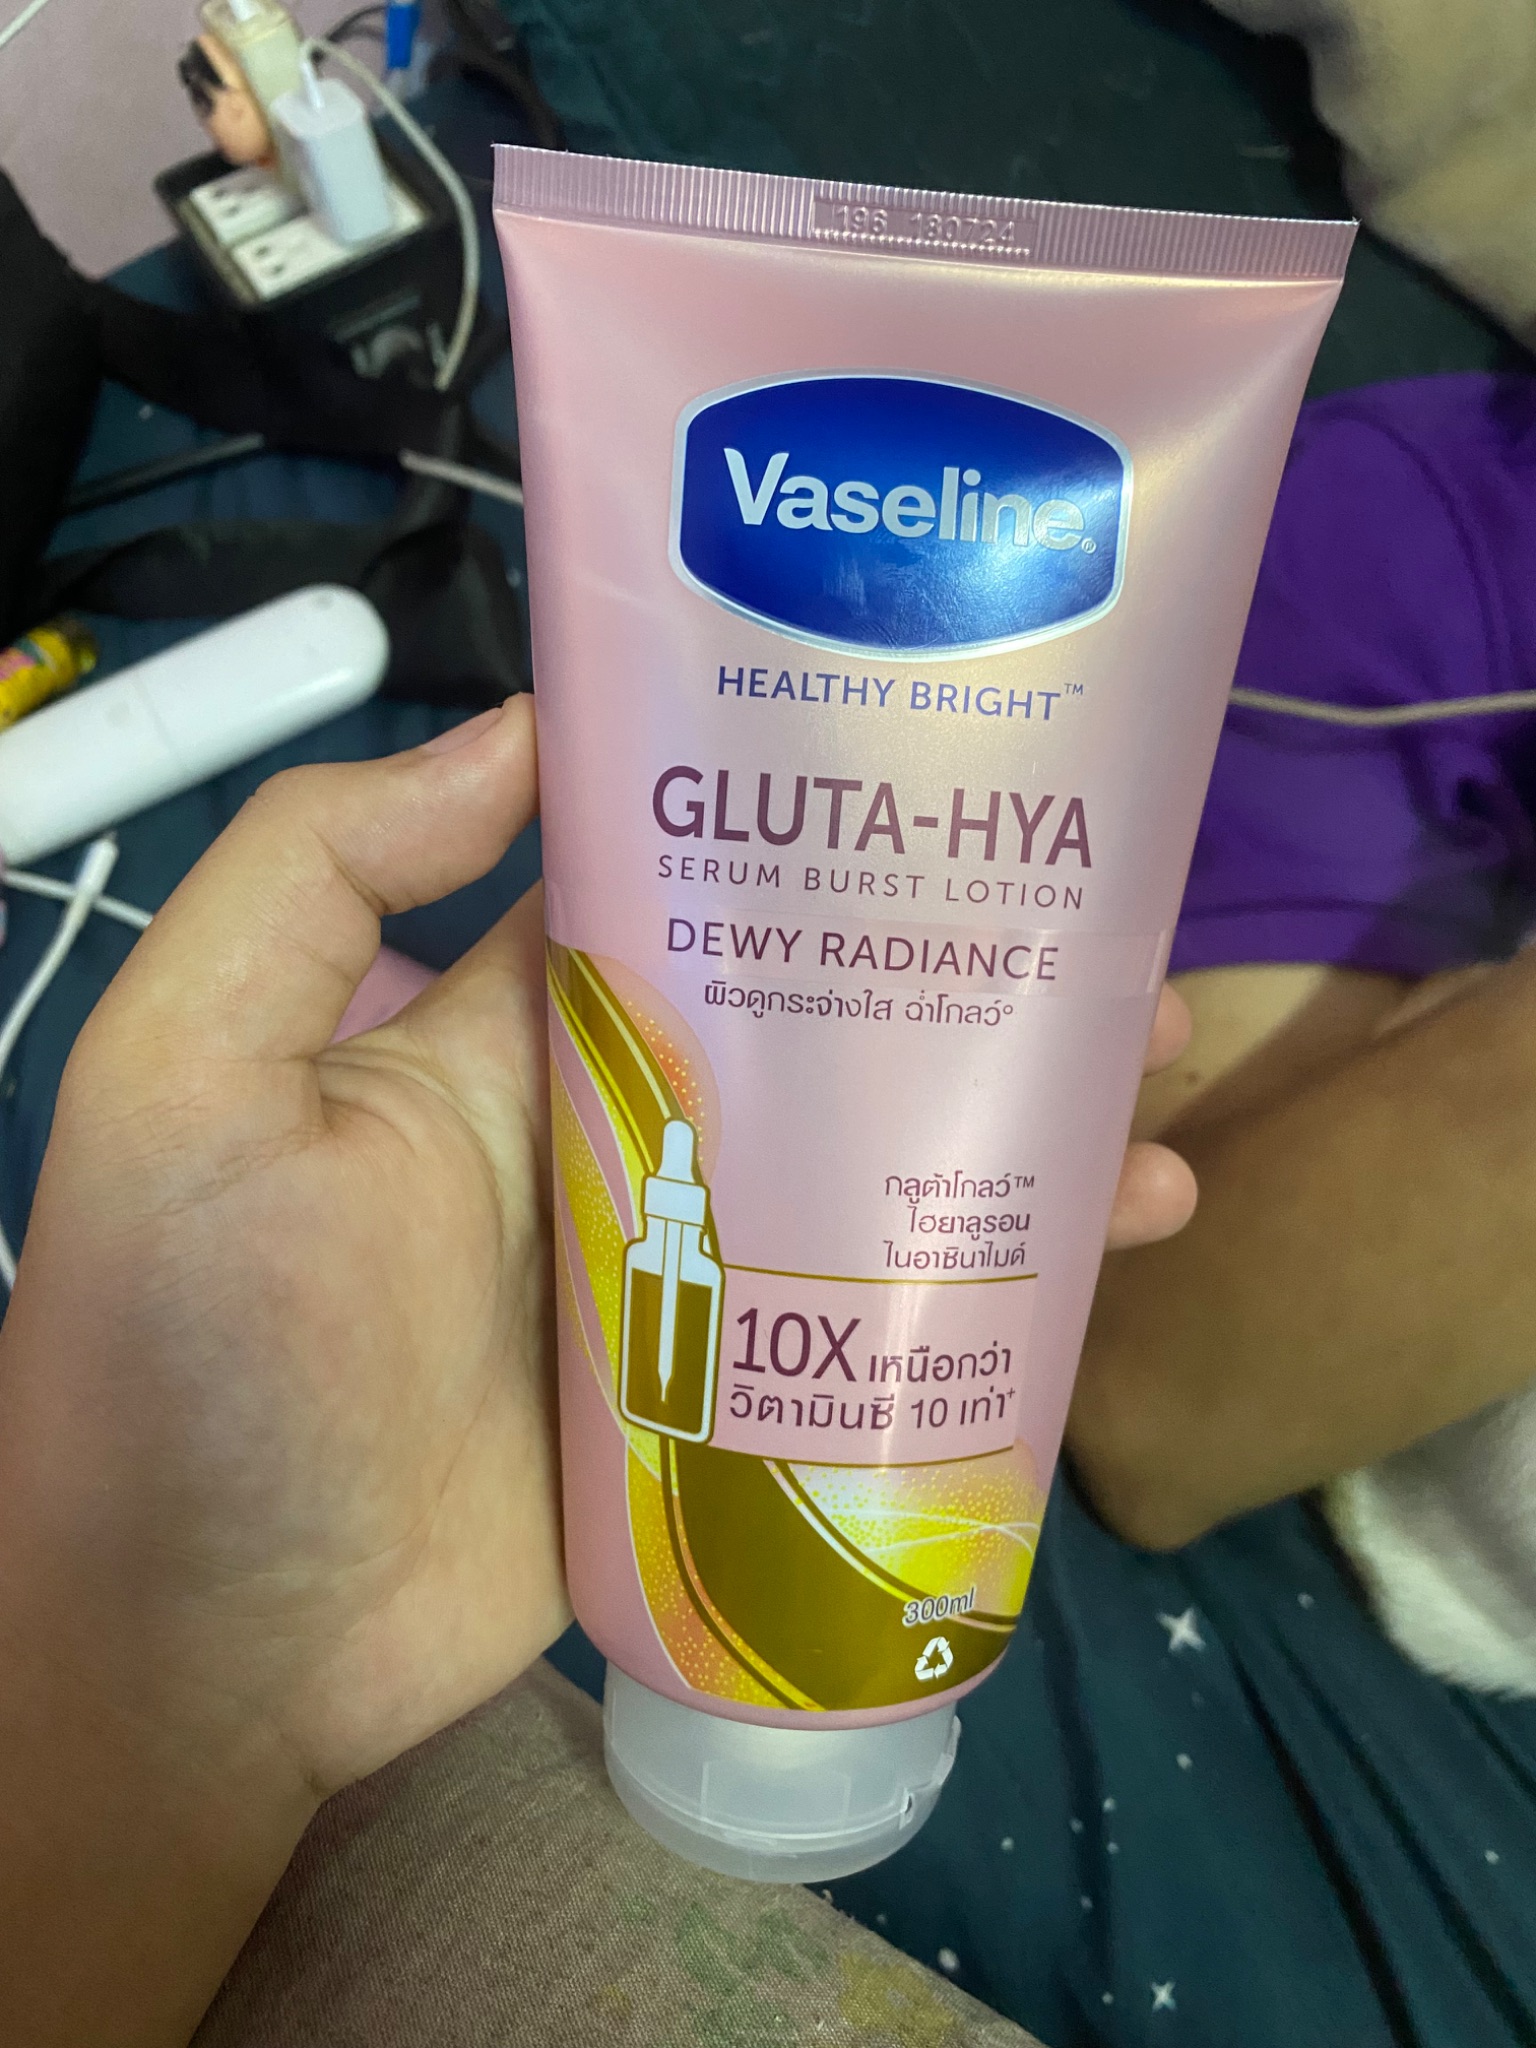 196 180724
Vaseline®
HEALTHY BRIGHT™
GLUTA-HYA
SERUM BURST LOTION
DEWY RADIANCE
ผิวดูกระจ่างใส ฉ่ำโกลว์°
กลูต้าโกลว์™
ไฮยาลูรอน
ไนอาซินาไมด์
10X เหนือกว่า
วิตามินซี 10 เท่า⁺
300ml